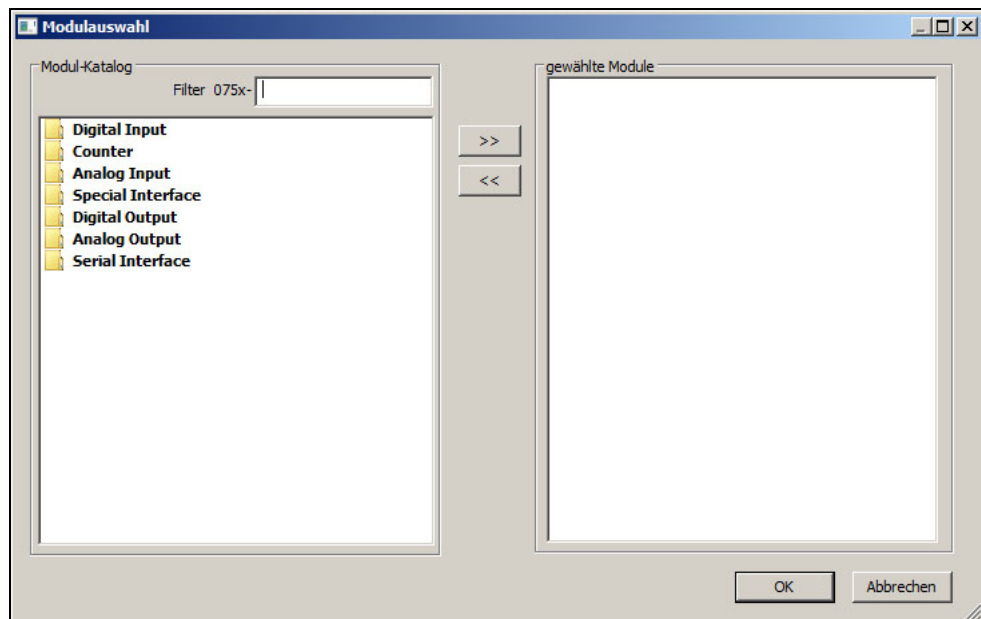 Modulauswahl
Modul-Katalog
Filter 075x-
Digital Input
Counter
Analog Input
Special Interface
Digital Output
Analog Output
Serial Interface
>>
<<
gewählte Module
OK
Abbrechen